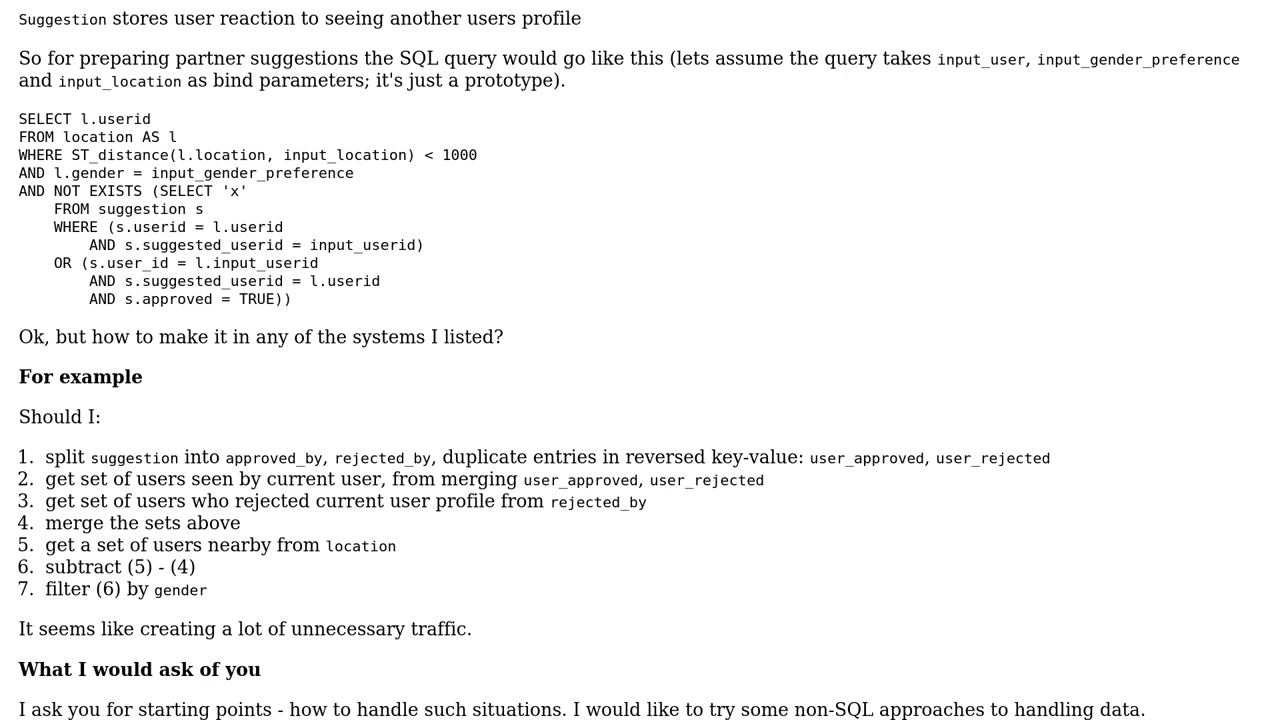 Suggestion stores user reaction to seeing another users profile
So for preparing partner suggestions the SQL query would go like this (lets assume the query takes input_user, input_gender_preference
and input_location as bind parameters; it's just a prototype).
SELECT l.userid
FROM location AS l
WHERE ST_distance(l.location, input_location) < 1000
AND l.gender = input_gender_preference
AND NOT EXISTS (SELECT 'x'
    FROM suggestion s
    WHERE (s.userid = l.userid
        AND s.suggested_userid = input_userid)
    OR (s.user_id = l.input_userid
        AND s.suggested_userid = l.userid
        AND s.approved = TRUE))
Ok, but how to make it in any of the systems I listed?
For example
Should I:
1. split suggestion into approved_by, rejected_by, duplicate entries in reversed key-value: user_approved, user_rejected
2. get set of users seen by current user, from merging user_approved, user_rejected
3. get set of users who rejected current user profile from rejected_by
4. merge the sets above
5. get a set of users nearby from location
6. subtract (5) - (4)
7. filter (6) by gender
It seems like creating a lot of unnecessary traffic.
What I would ask of you
I ask you for starting points - how to handle such situations. I would like to try some non-SQL approaches to handling data.